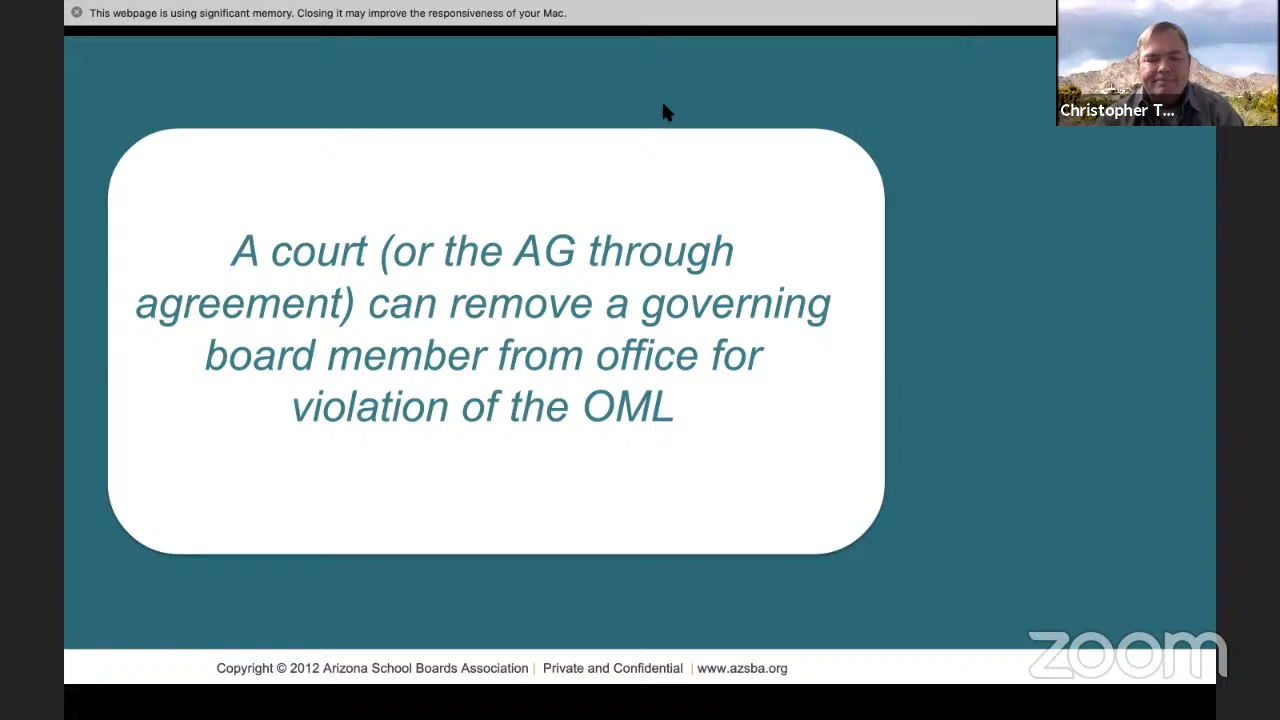 This webpage is using significant memory. Closing it may improve the responsiveness of your Mac.
Christopher T...
A court (or the AG through
agreement) can remove a governing
board member from office for
violation of the OML
zoom
Copyright © 2012 Arizona School Boards Association | Private and Confidential | www.azsba.org